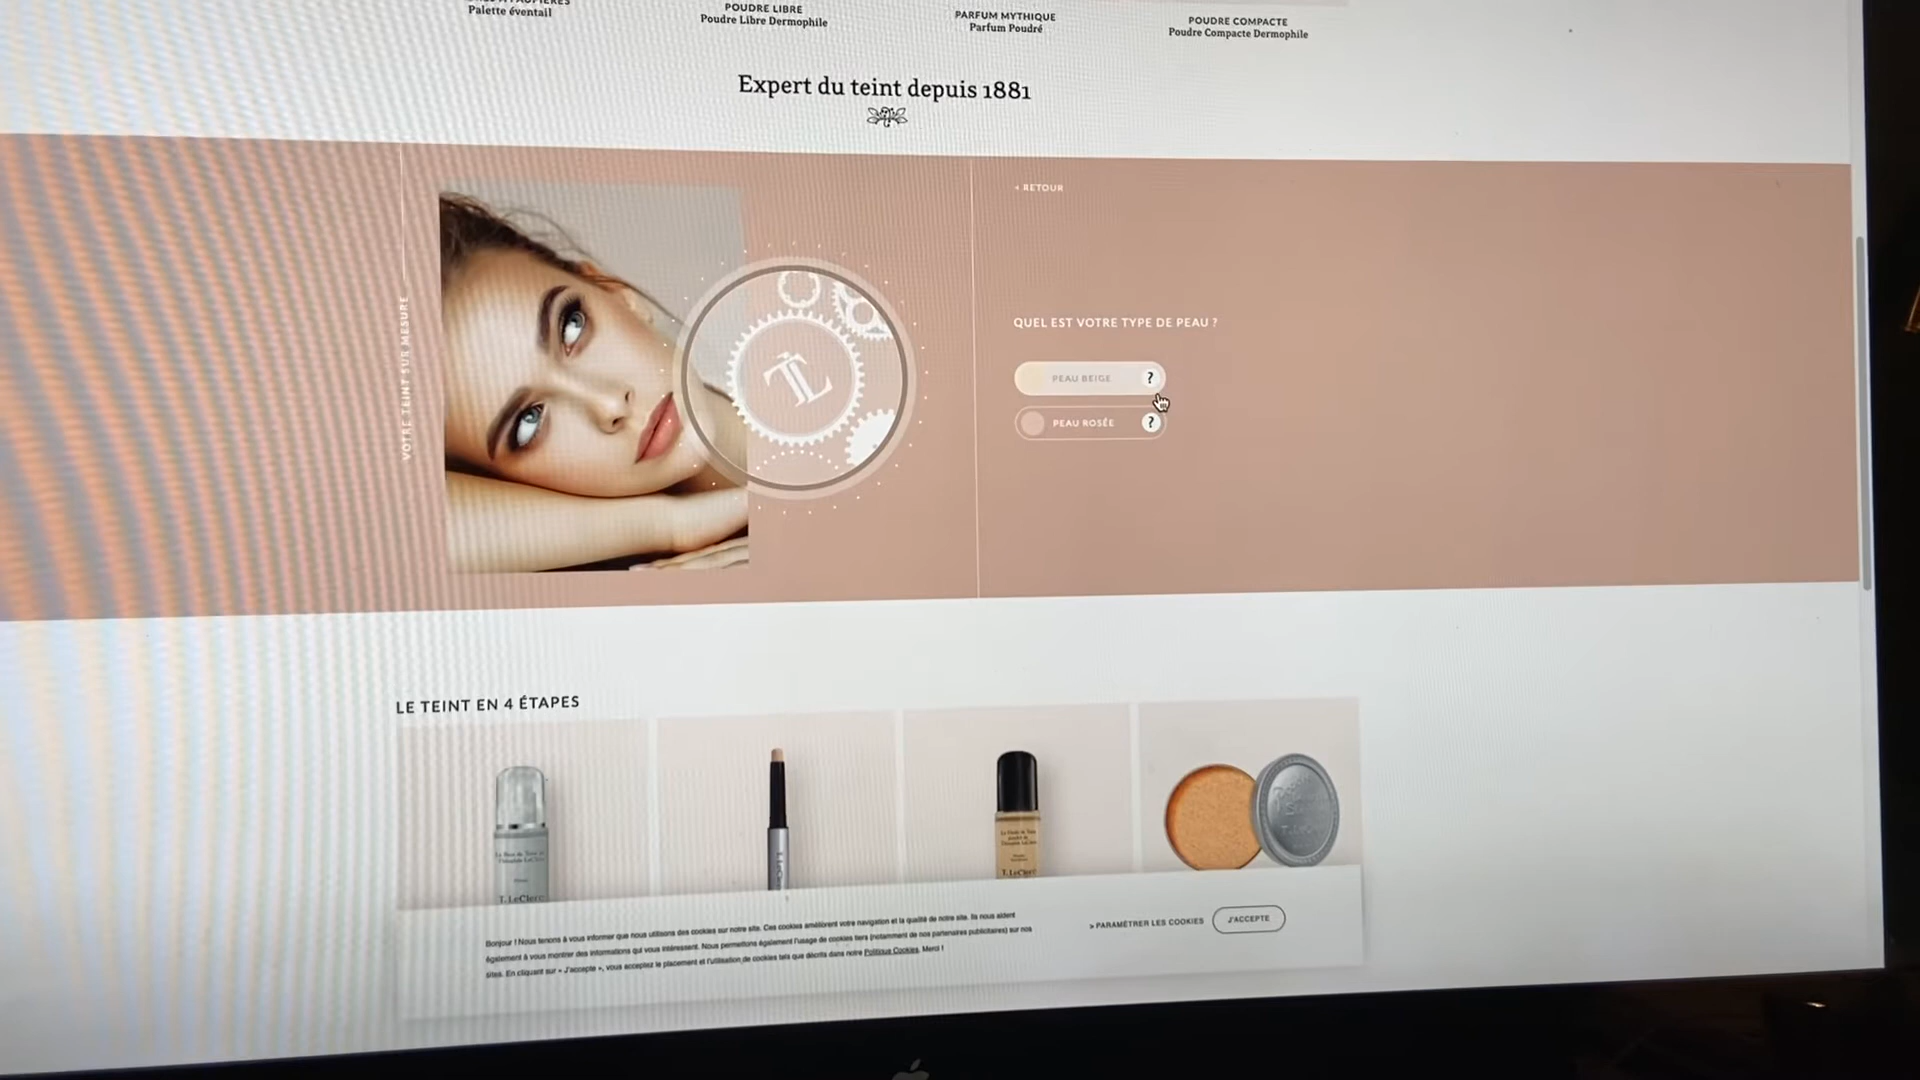 Palette éventail
POUDRE LIBRE
Poudre Libre Dermophile
PARFUM MYTHIQUE
Parfum Poudré
POUDRE COMPACTE
Poudre Compacte Dermophile
Expert du teint depuis 1881
VOTRE TEINT SUR MESURE
TL
RETOUR
QUEL EST VOTRE TYPE DE PEAU ?
PEAU BEIGE ?
PEAU ROSÉE ?
LE TEINT EN 4 ÉTAPES
T. LeClerc
T. LeClerc
Bonjour ! Nous tenons à vous informer que nous utilisons des cookies sur notre site. Ces cookies améliorent votre navigation et la qualité de notre site. Ils nous aident
également à vous montrer des informations qui vous intéressent. Nous permettons également l'usage de cookies tiers (notamment de nos partenaires publicitaires) sur nos
sites. En cliquant sur « J'accepte », vous acceptez le placement et l'utilisation de cookies tels que décrits dans notre Politique Cookies. Merci !
> PARAMÉTRER LES COOKIES
J'ACCEPTE